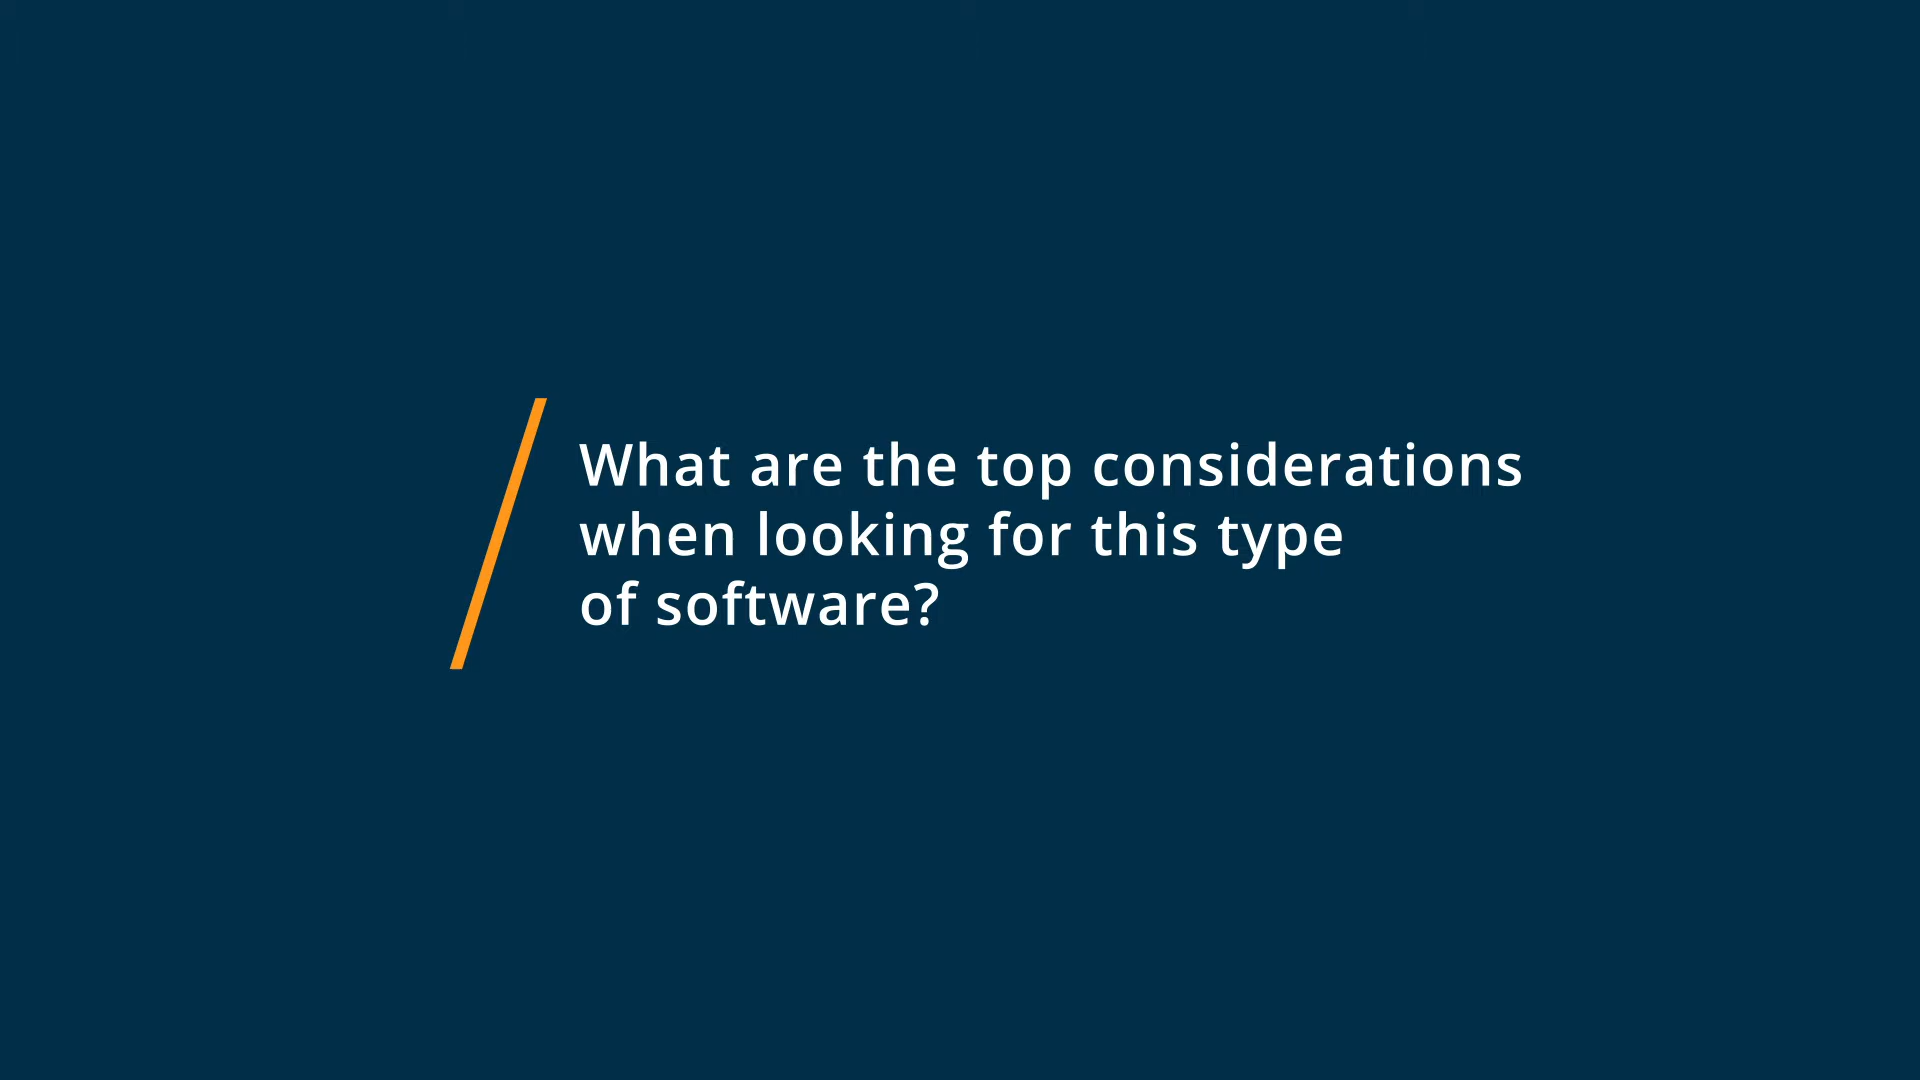 What are the top considerations
when looking for this type
of software?